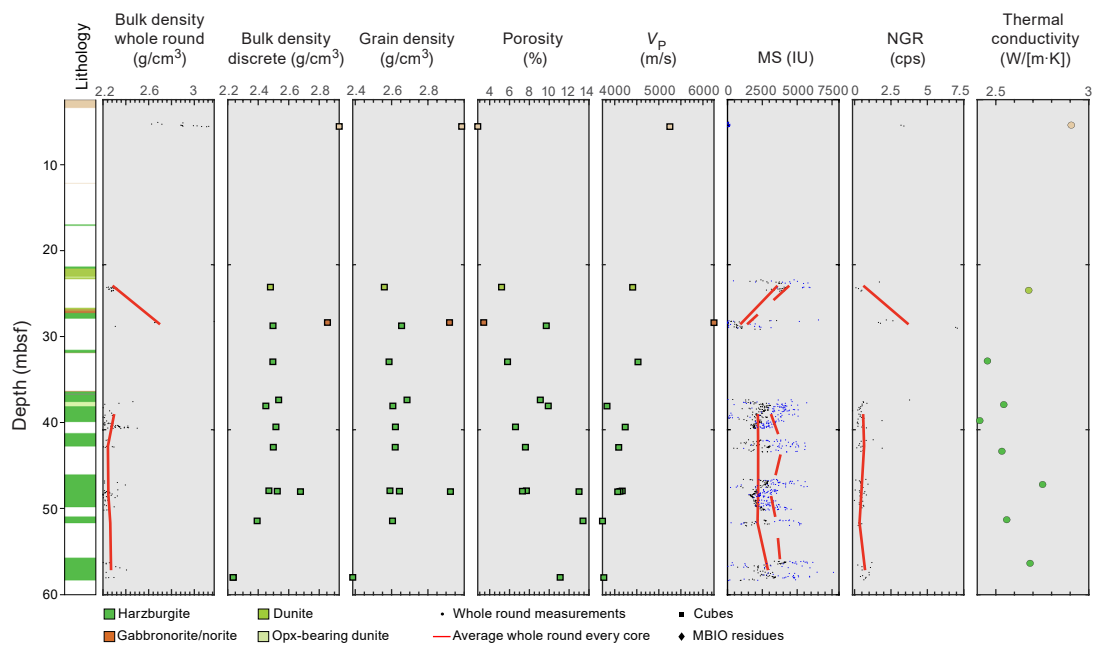 Lithology
Bulk density
whole round
(g/cm³)
Bulk density
discrete (g/cm³)
Grain density
(g/cm³)
Porosity
(%)
VP
(m/s)
MS (IU)
NGR
(cps)
Thermal
conductivity
(W/[m·K])
2.2 2.6 3
2.2 2.4 2.6 2.8
2.4 2.6 2.8
4 6 8 10 12 14
4000 5000 6000
0 2500 5000 7500
0 2.5 5 7.5
2.5 3
Depth (mbsf)
10
20
30
40
50
60
Harzburgite
Dunite
Whole round measurements
Cubes
Gabbronorite/norite
Opx-bearing dunite
Average whole round every core
MBIO residues